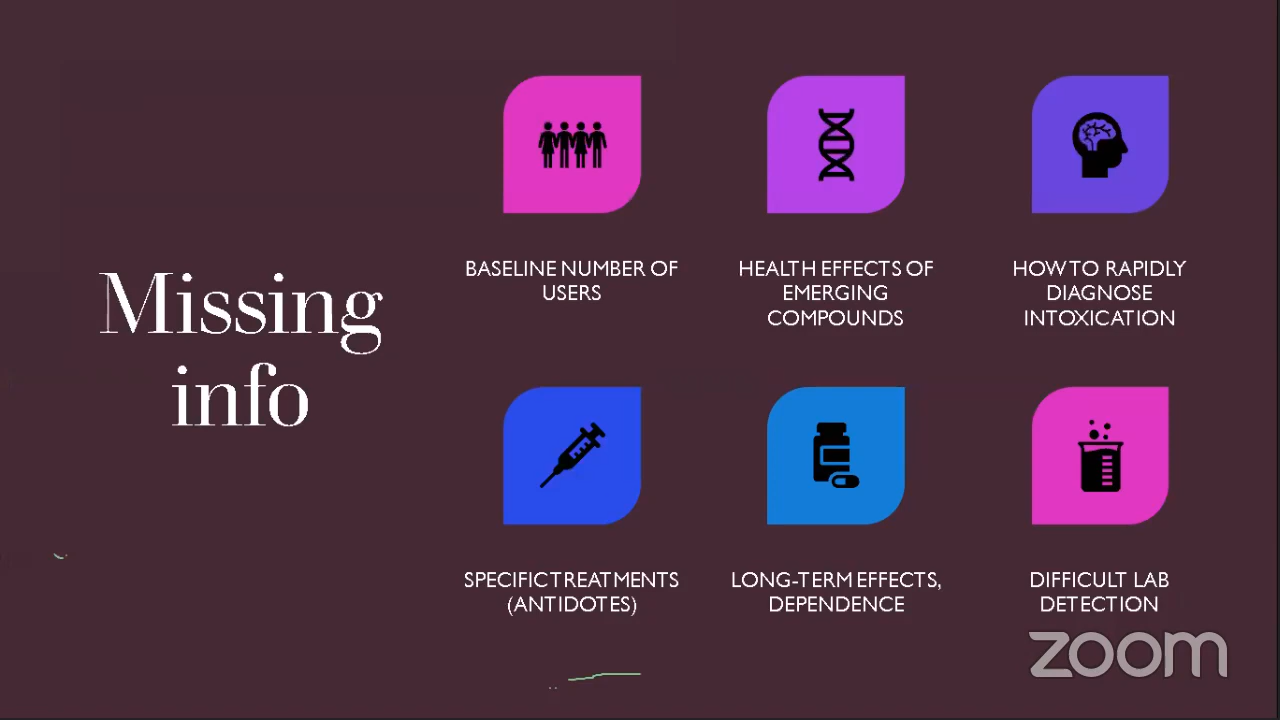 Missing
info
BASELINE NUMBER OF
USERS
HEALTH EFFECTS OF
EMERGING
COMPOUNDS
HOW TO RAPIDLY
DIAGNOSE
INTOXICATION
SPECIFIC TREATMENTS
(ANTIDOTES)
LONG-TERM EFFECTS,
DEPENDENCE
DIFFICULT LAB
DETECTION
zoom